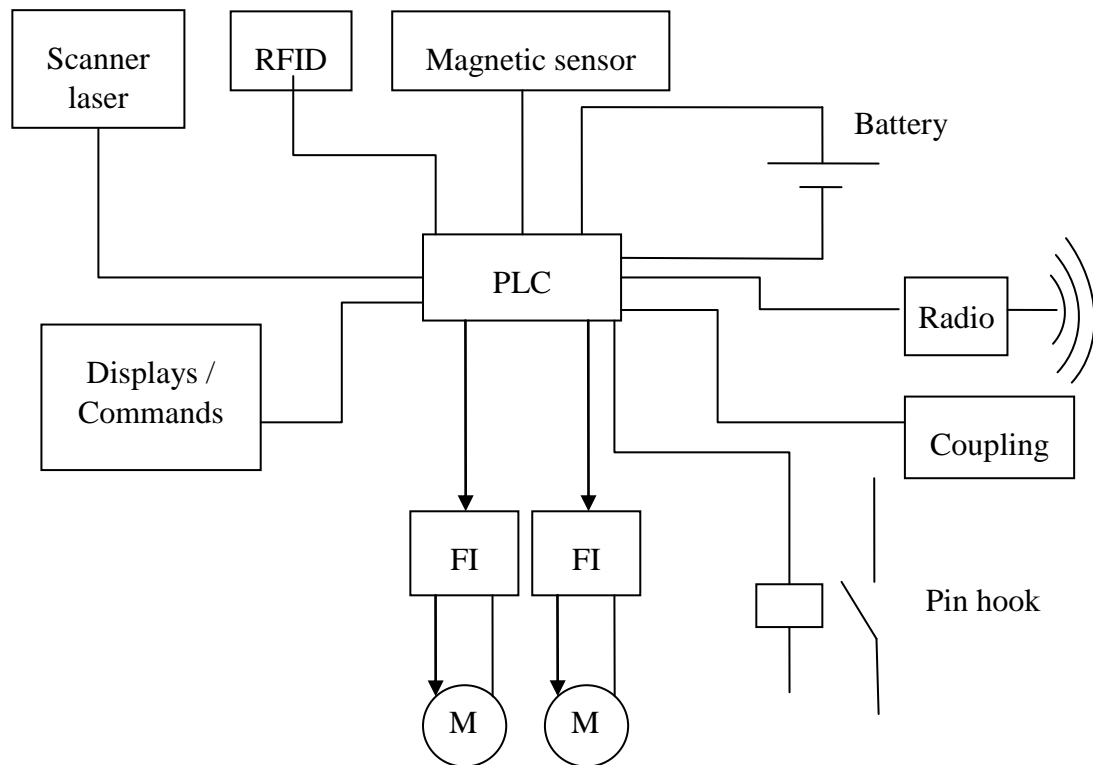 Scanner
laser
RFID
Magnetic sensor
Battery
PLC
Radio
Displays /
Commands
Coupling
FI
FI
Pin hook
M
M